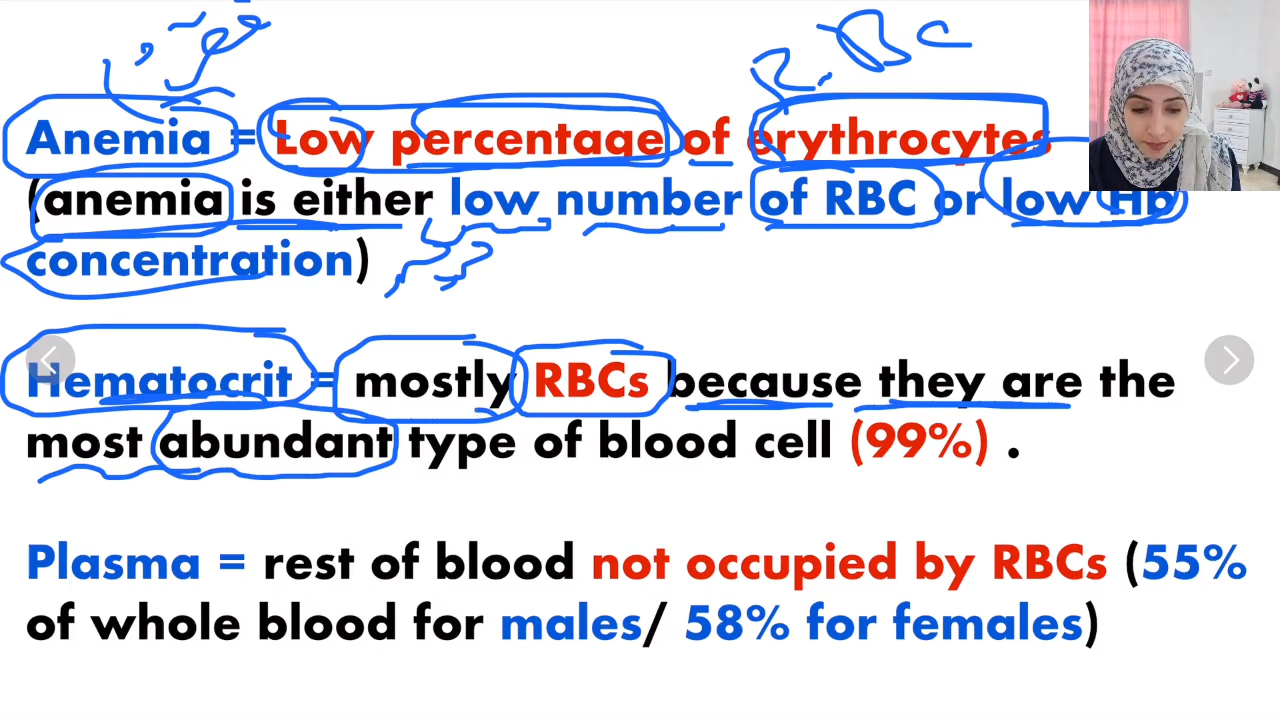 R.BC
Anemia = Low percentage of erythrocytes
(anemia is either low number of RBC or low Hb
concentration)
Hematocrit = mostly RBCs because they are the
most abundant type of blood cell (99%) .
Plasma = rest of blood not occupied by RBCs (55%
of whole blood for males/ 58% for females)